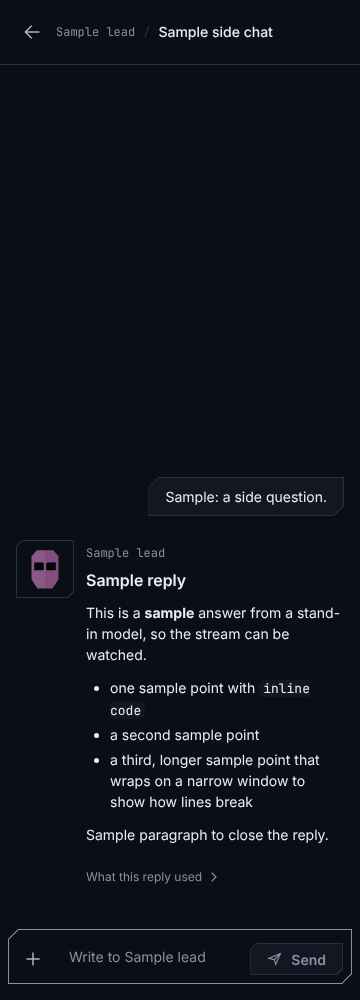 Sample lead / Sample side chat
Sample: a side question.
Sample lead
Sample reply
This is a sample answer from a stand-
in model, so the stream can be
watched.
• one sample point with inline
code
• a second sample point
• a third, longer sample point that
wraps on a narrow window to
show how lines break
Sample paragraph to close the reply.
What this reply used
Write to Sample lead
Send